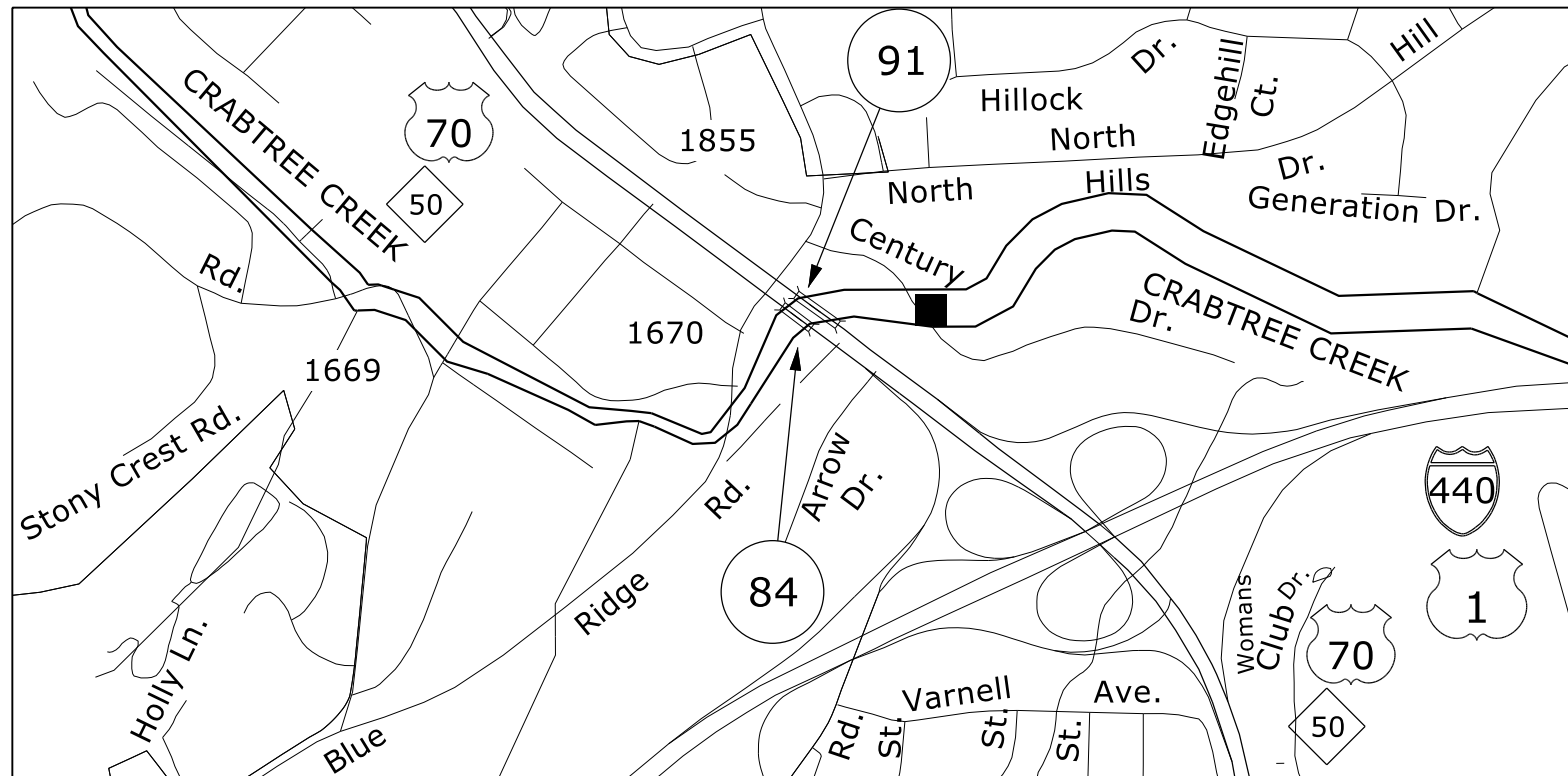 91
Dr.
Hill
Edgehill
Ct.
CRABTREE CREEK
70
Hillock
1855
North
50
North
Hills
Dr.
Generation Dr.
Century
Rd.
CRABTREE CREEK
Dr.
1670
1669
Stony Crest Rd.
Arrow
Dr.
Rd.
440
84
Ridge
1
Womans
Club Dr.
70
Holly Ln.
Varnell
Ave.
Blue
Rd.
St.
St.
St.
50